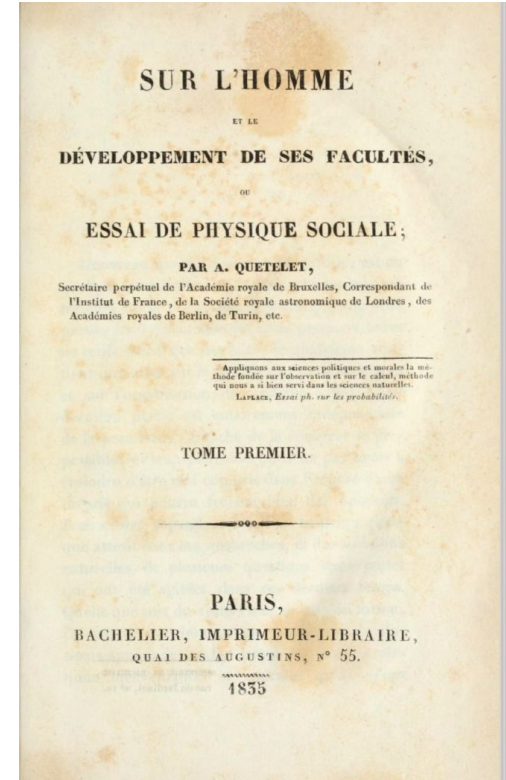 SUR L'HOMME
ET LE
DÉVELOPPEMENT DE SES FACULTÉS,
OU
ESSAI DE PHYSIQUE SOCIALE;
PAR A. QUETELET,
Secrétaire perpétuel de l'Académie royale de Bruxelles, Correspondant de
l'Institut de France, de la Société royale astronomique de Londres, des
Académies royales de Berlin, de Turin, etc.
Appliquons aux sciences politiques et morales la mé-
thode fondée sur l'observation et sur le calcul, méthode
qui nous a si bien servi dans les sciences naturelles.
LAPLACE, Essai ph. sur les probabilités.
TOME PREMIER.
PARIS,
BACHELIER, IMPRIMEUR-LIBRAIRE,
QUAI DES AUGUSTINS, N° 55.
1835